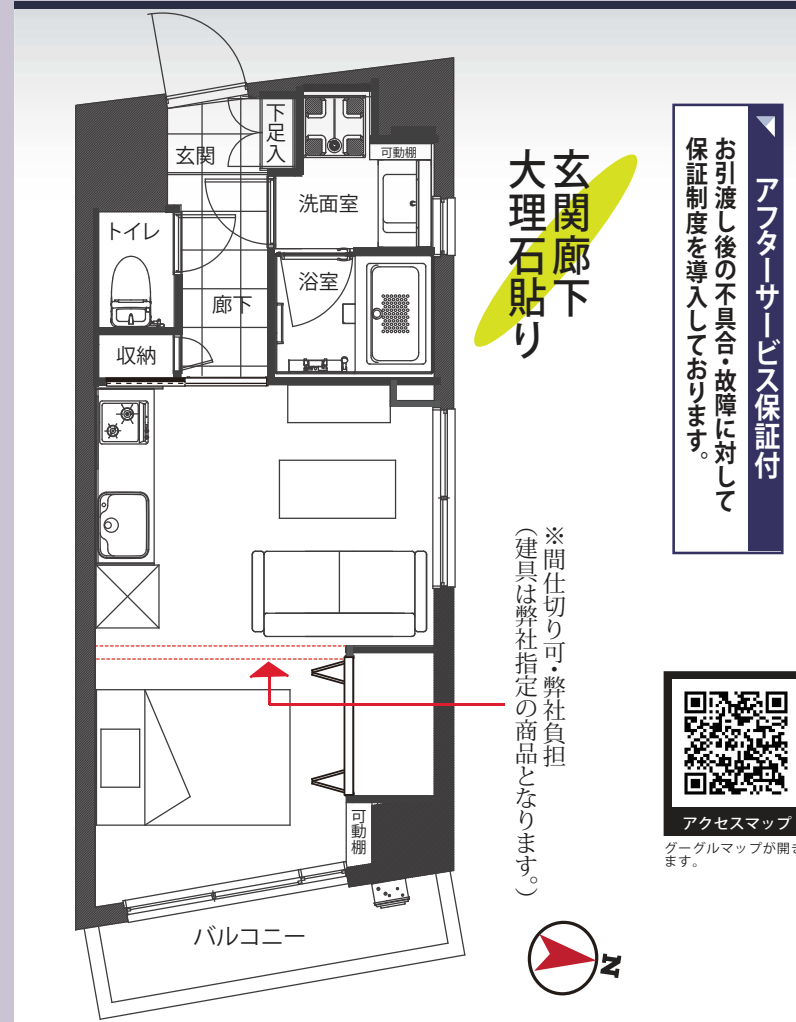 下足入
玄関
可動棚
洗面室
トイレ
浴室
廊下
収納
可動棚
バルコニー
玄関廊下
大理石貼り
※間仕切り可・弊社負担
（建具は弊社指定の商品となります。）
N
アフターサービス保証付
お引渡し後の不具合・故障に対して
保証制度を導入しております。
アクセスマップ
グーグルマップが開き
ます。